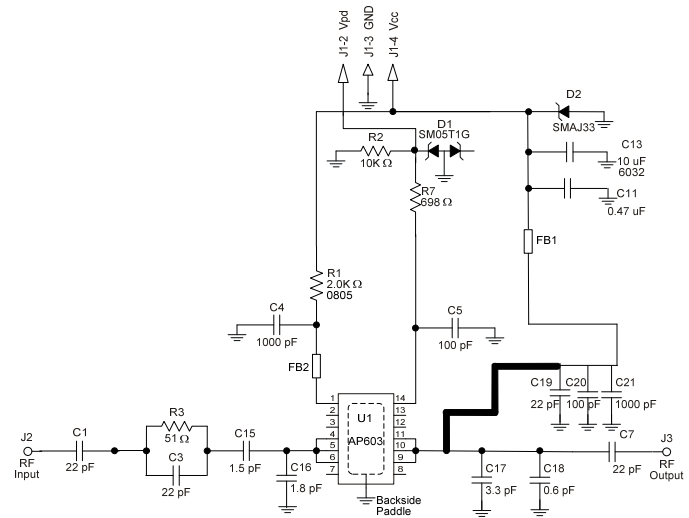 J1-2 Vpd
J1-3 GND
J1-4 Vcc
D2
SMAJ33
D1
SM05T1G
R2
10K Ω
C13
10 uF
6032
R7
698 Ω
C11
0.47 uF
FB1
R1
2.0K Ω
0805
C4
1000 pF
C5
100 pF
FB2
C19
22 pF
C20
100 pF
C21
1000 pF
1
2
3
4
5
6
7
14
13
12
11
10
9
8
U1
AP603
R3
51 Ω
J2
RF
Input
C1
22 pF
C3
22 pF
C15
1.5 pF
C16
1.8 pF
Backside
Paddle
C17
3.3 pF
C18
0.6 pF
C7
22 pF
J3
RF
Output